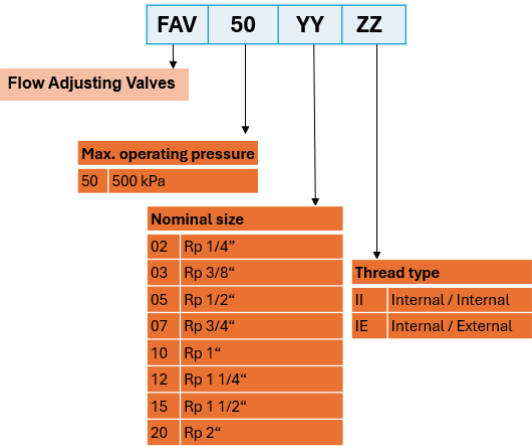 FAV 50 YY ZZ
Flow Adjusting Valves
Max. operating pressure
50 500 kPa
Nominal size
02 Rp 1/4“
03 Rp 3/8“
05 Rp 1/2“
07 Rp 3/4“
10 Rp 1“
12 Rp 1 1/4“
15 Rp 1 1/2“
20 Rp 2“
Thread type
II Internal / Internal
IE Internal / External